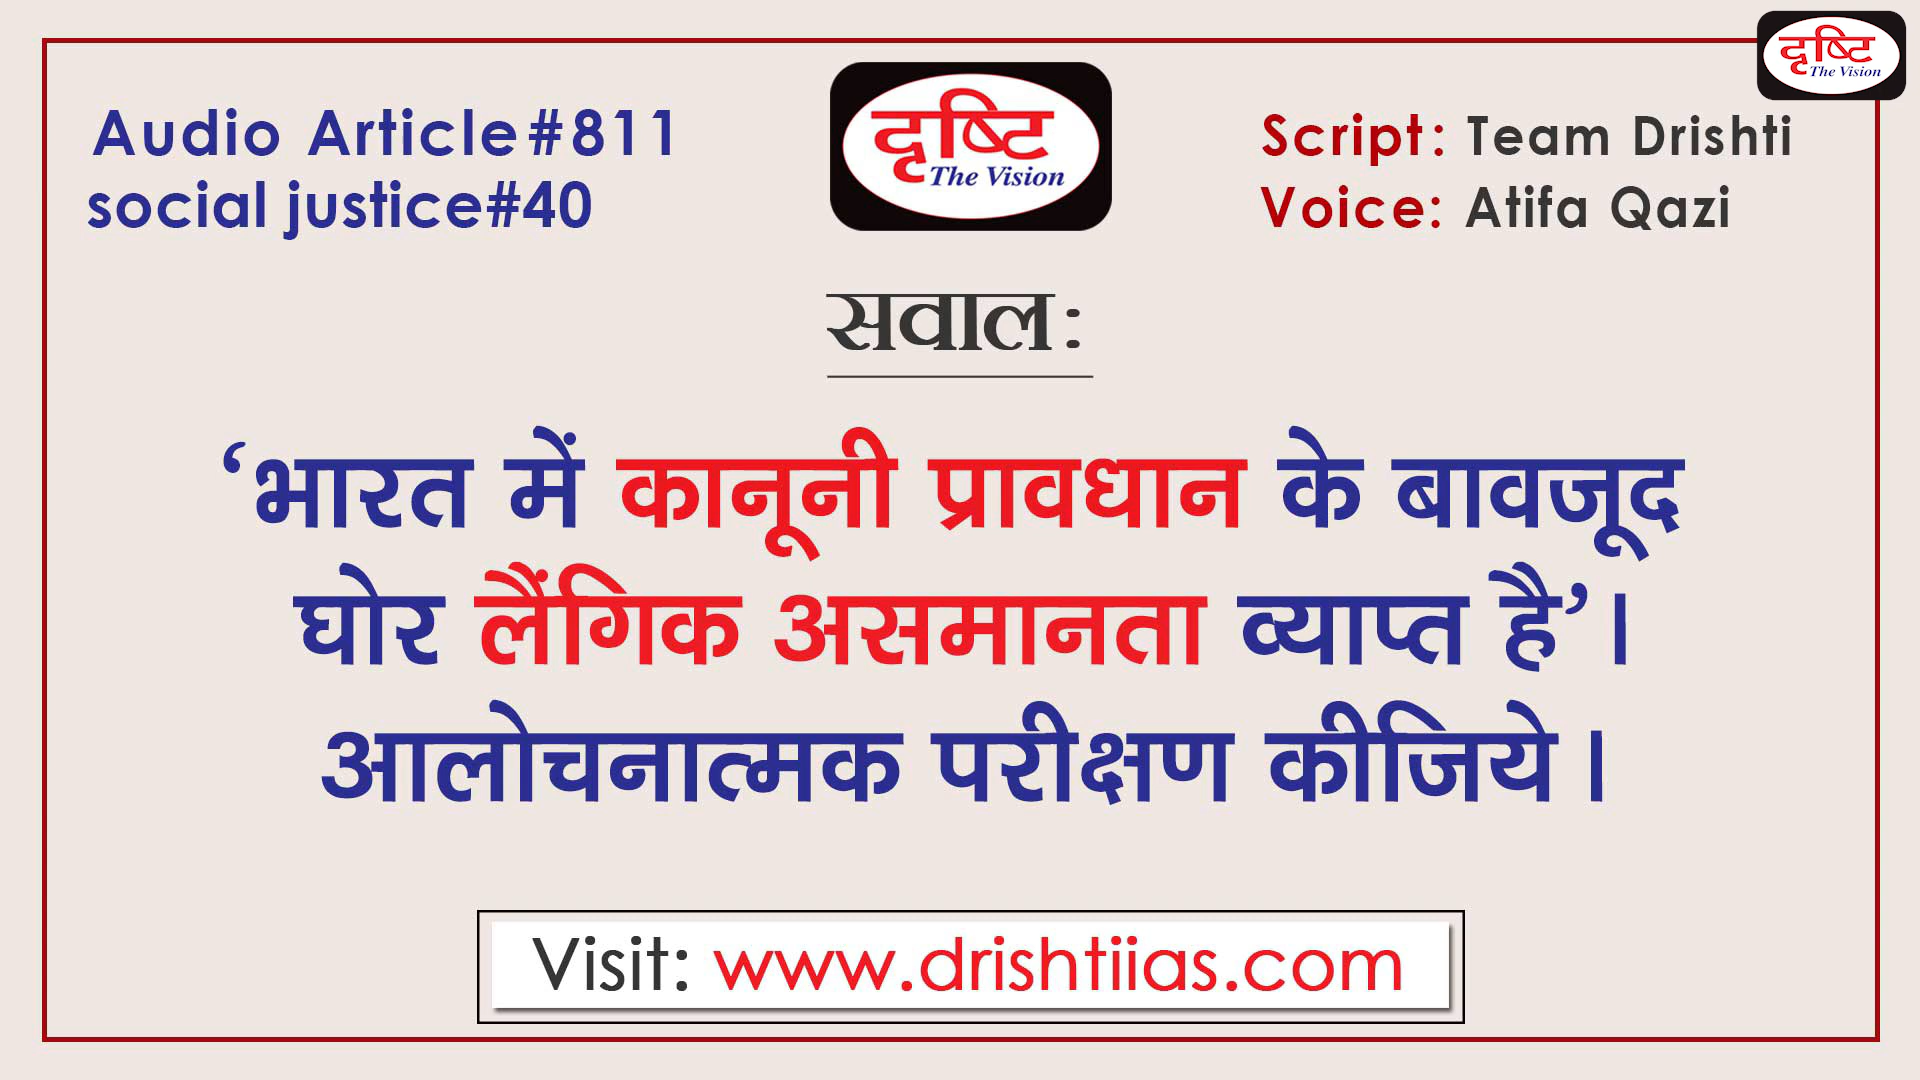 दृष्टि
The Vision
Audio Article#811
social justice#40
दृष्टि
The Vision
Script: Team Drishti
Voice: Atifa Qazi
सवाल:
‘भारत में कानूनी प्रावधान के बावजूद
घोर लैंगिक असमानता व्याप्त है’।
आलोचनात्मक परीक्षण कीजिये।
Visit: www.drishtiias.com